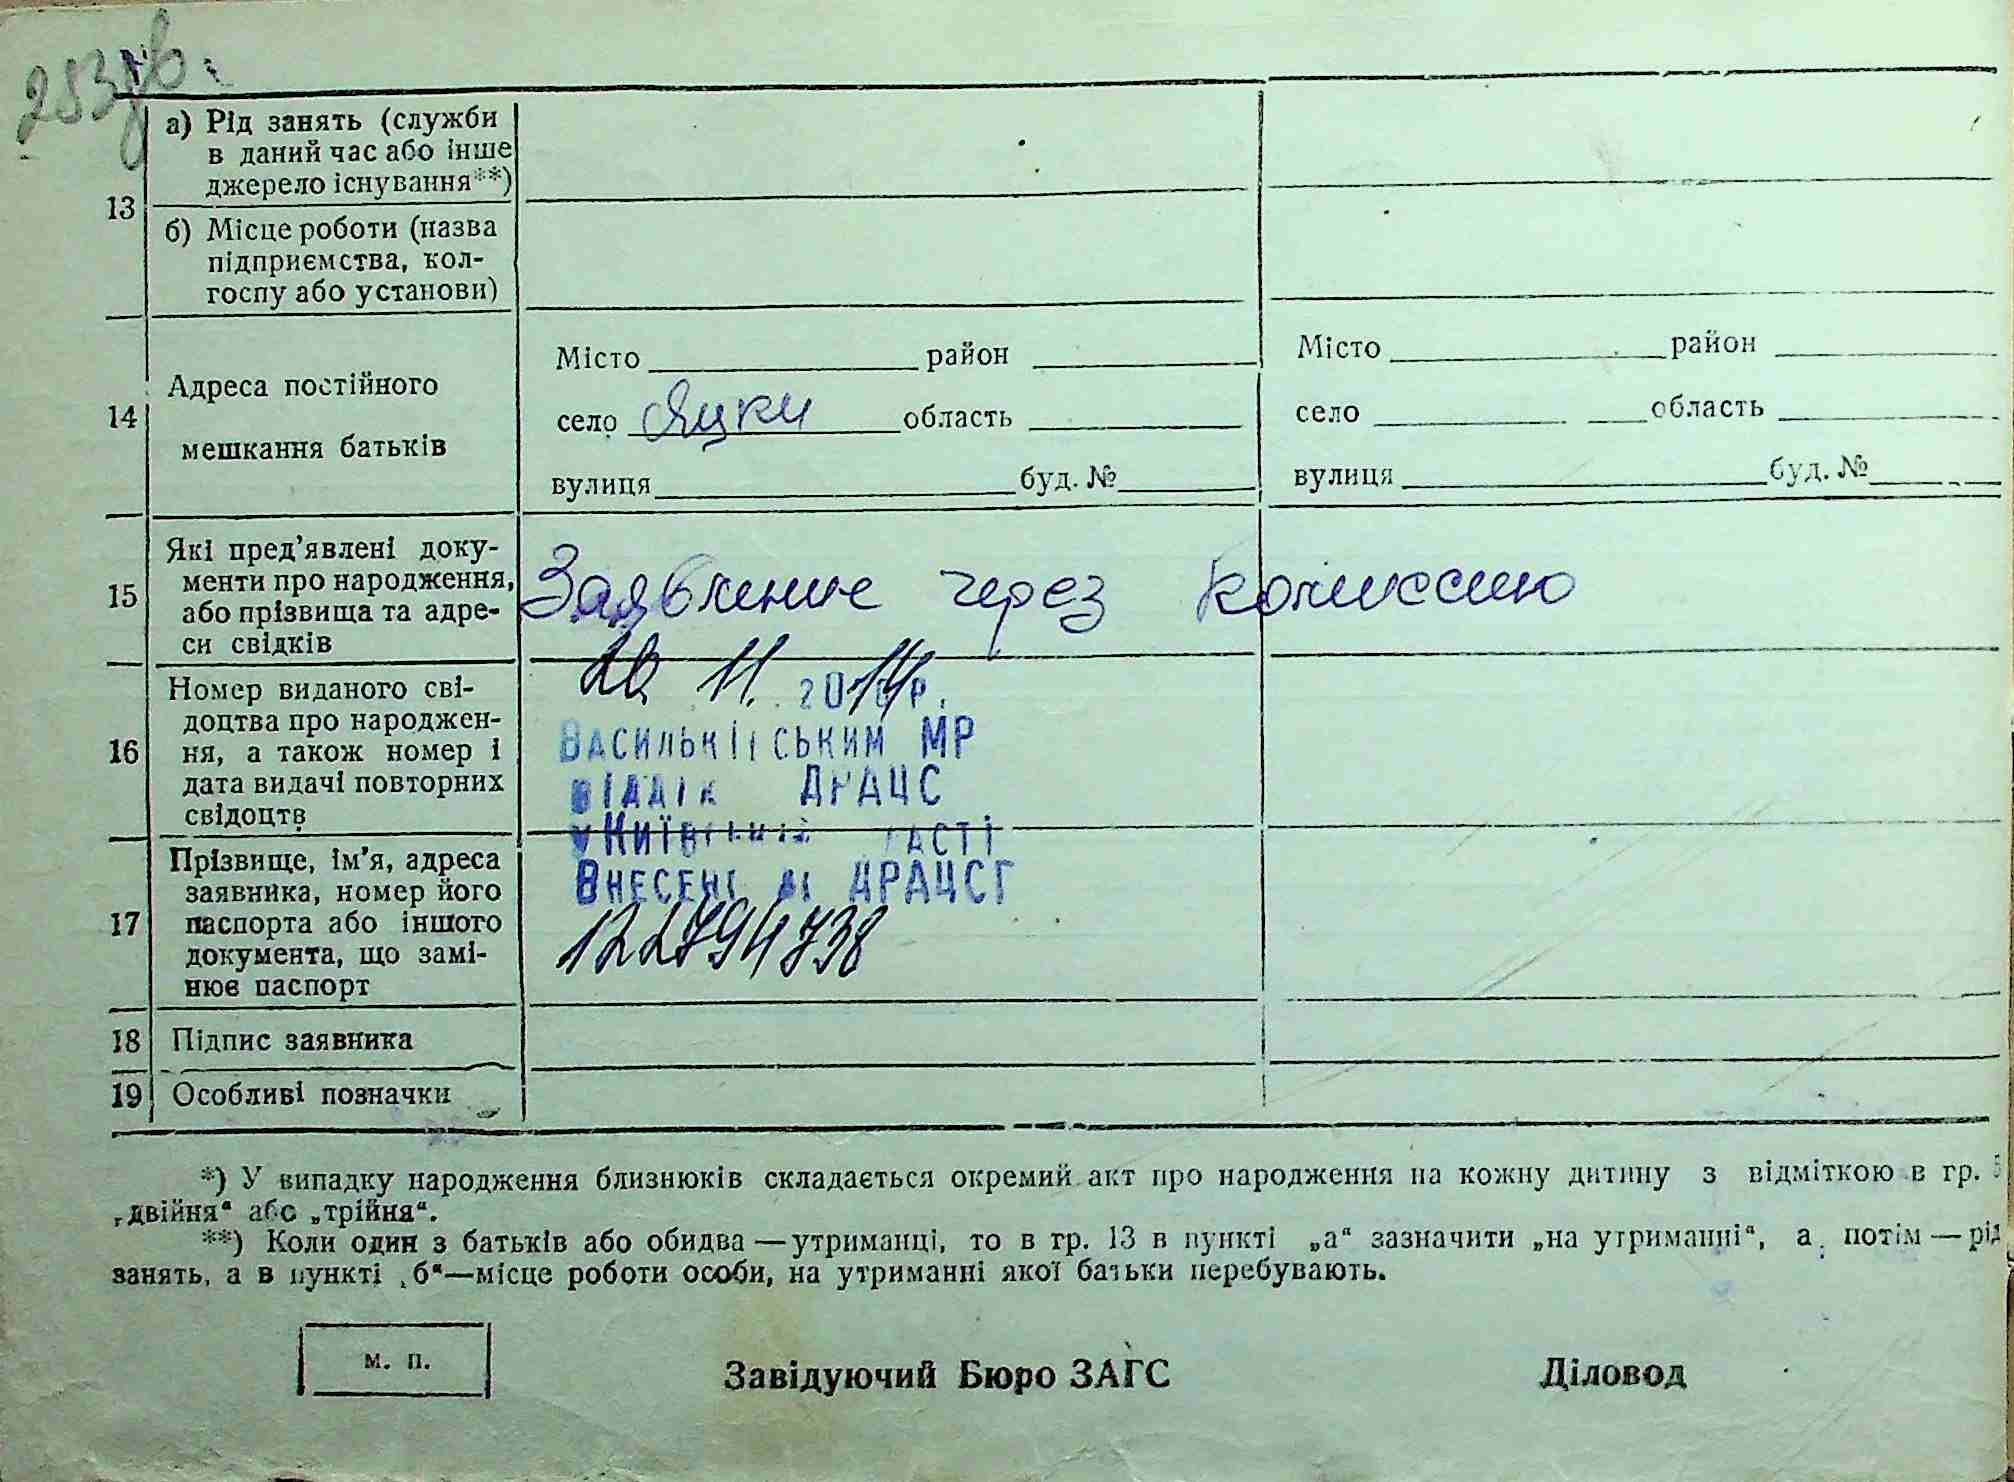 253
13
а) Рід занять (служби
в даний час або інше
джерело існування**)
б) Місце роботи (назва
підприємства, кол-
госпу або установи)
14
Адреса постійного
мешкання батьків
Місто район
село Яцки область
вулиця буд. №
Місто район
село область
вулиця буд. №
15
Які пред’явлені доку-
менти про народження,
або прізвища та адре-
си свідків
Заявление через комиссию
16
Номер виданого сві-
доцтва про народжен-
ня, а також номер і
дата видачі повторних
свідоцтв
11. 2014р.
Васильківським МР
ДРАЦС
Внесені ДРАЦСГ
17
Прізвище, ім’я, адреса
заявника, номер його
паспорта або іншого
документа, що замі-
нює паспорт
122794738
18 Підпис заявника
19 Особливі позначки
*) У випадку народження близнюків складається окремий акт про народження на кожну дитину з відміткою в гр. 5
„двійня“ або „трійня“.
**) Коли один з батьків або обидва — утриманці, то в гр. 13 в пункті „а“ зазначити „на утриманні“, а потім — рід
занять, а в пункті „б“—місце роботи особи, на утриманні якої батьки перебувають.
м. п.
Завідуючий Бюро ЗАГС
Діловод